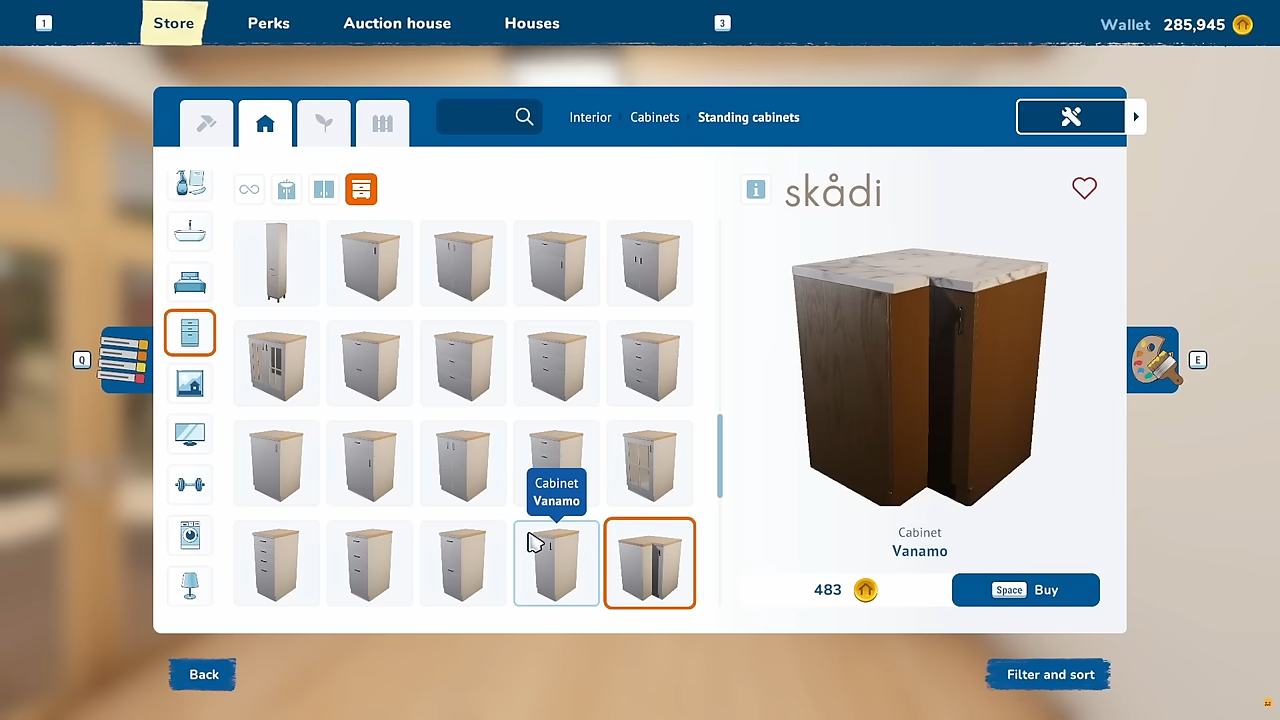 1
Store
Perks
Auction house
Houses
3
Wallet 285,945
Interior
Cabinets
Standing cabinets
skådi
Q
E
Cabinet
Vanamo
Cabinet
Vanamo
483
Space Buy
Back
Filter and sort